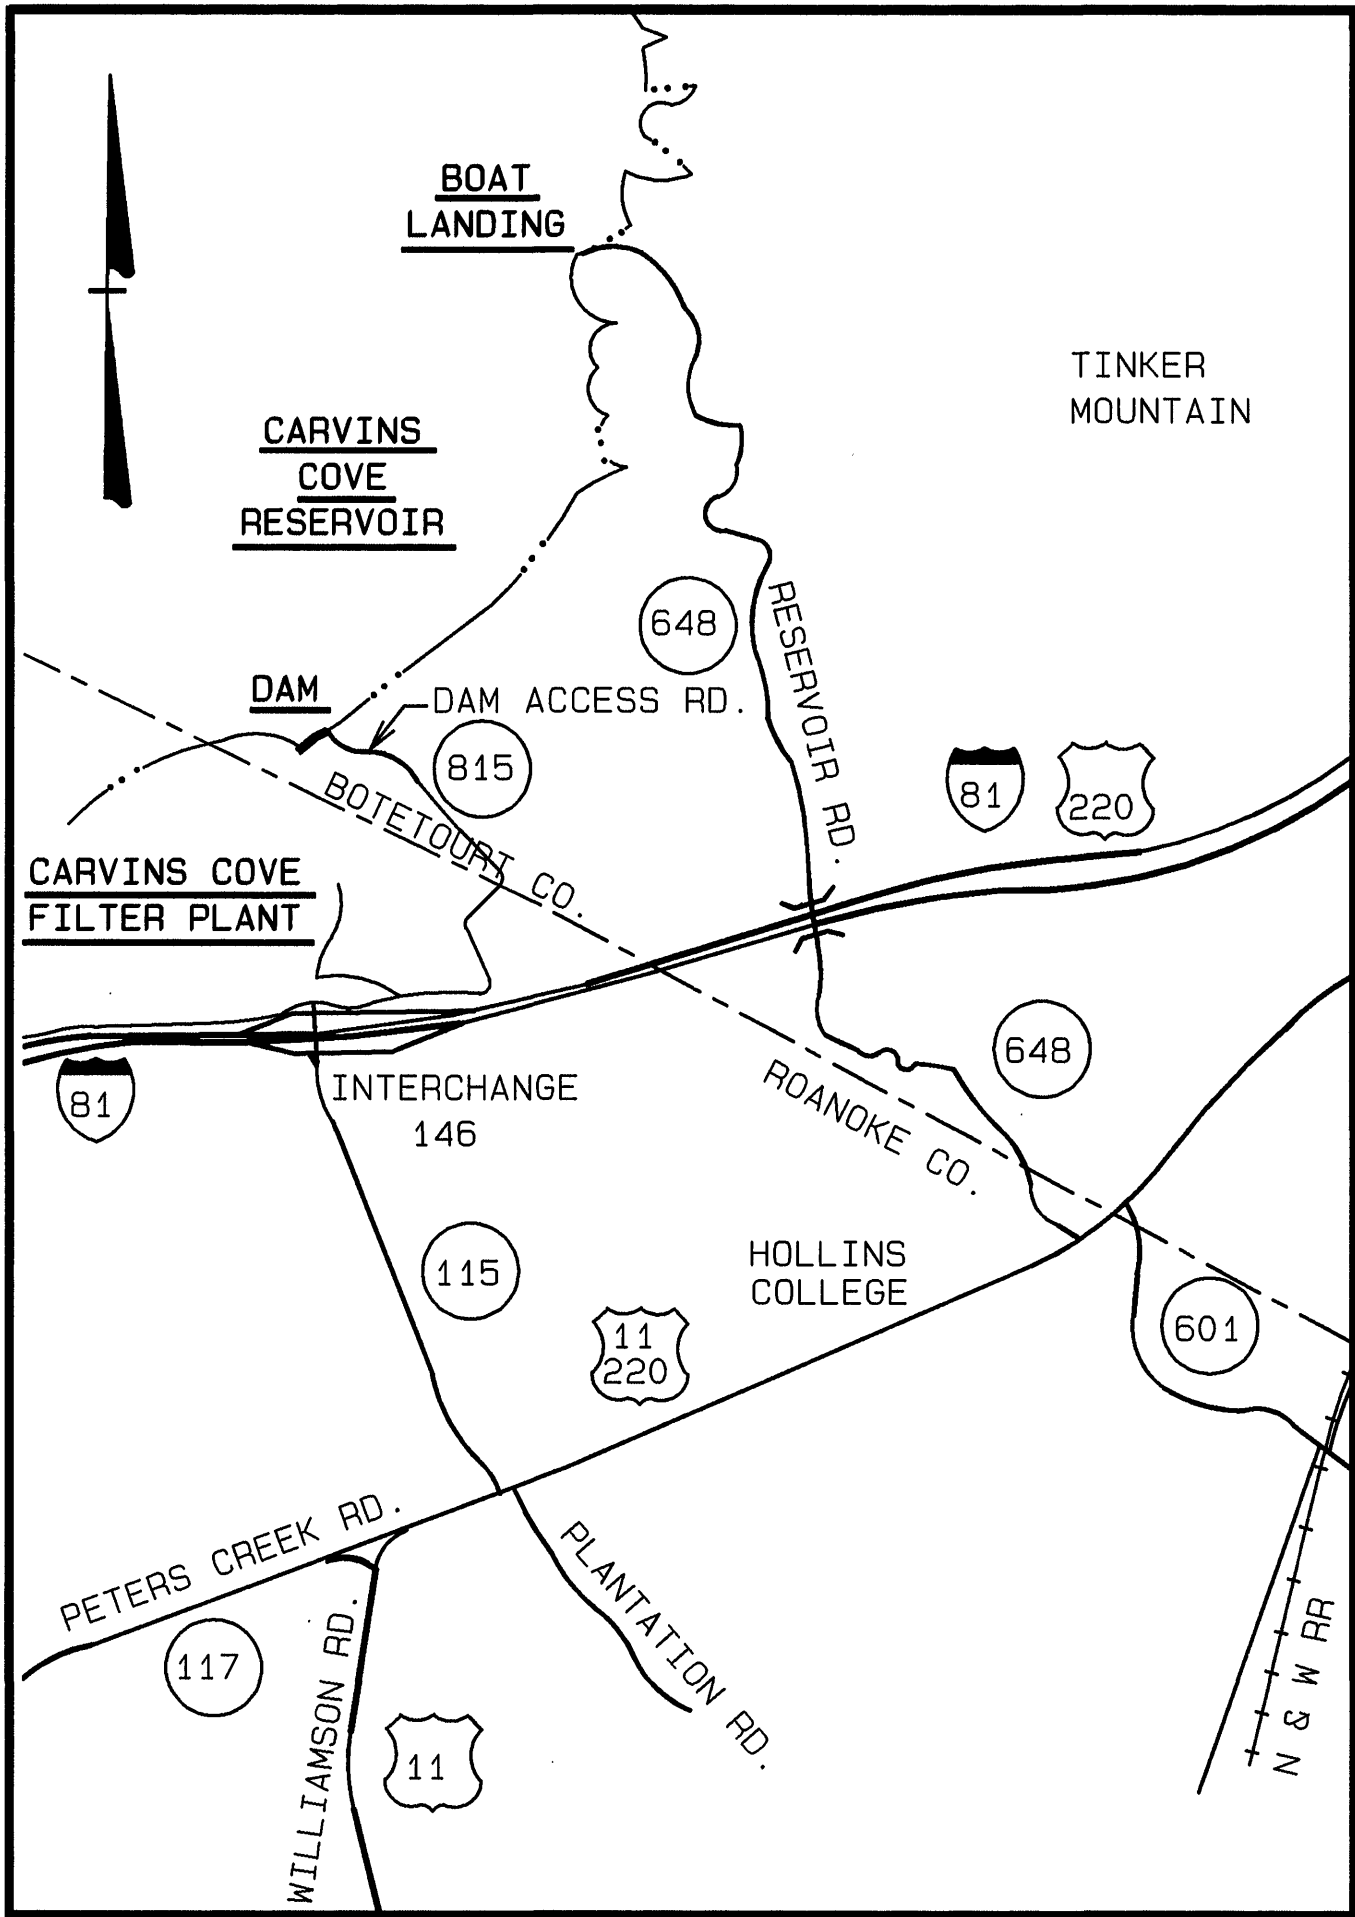 BOAT
LANDING
TINKER
MOUNTAIN
CARVINS
COVE
RESERVOIR
648
RESERVOIR RD.
DAM
DAM ACCESS RD.
815
81
220
BOTETOURT CO.
CARVINS COVE
FILTER PLANT
648
81
INTERCHANGE
146
ROANOKE CO.
115
HOLLINS
COLLEGE
11
220
601
PETERS CREEK RD.
PLANTATION RD.
117
WILLIAMSON RD.
11
N & W RR